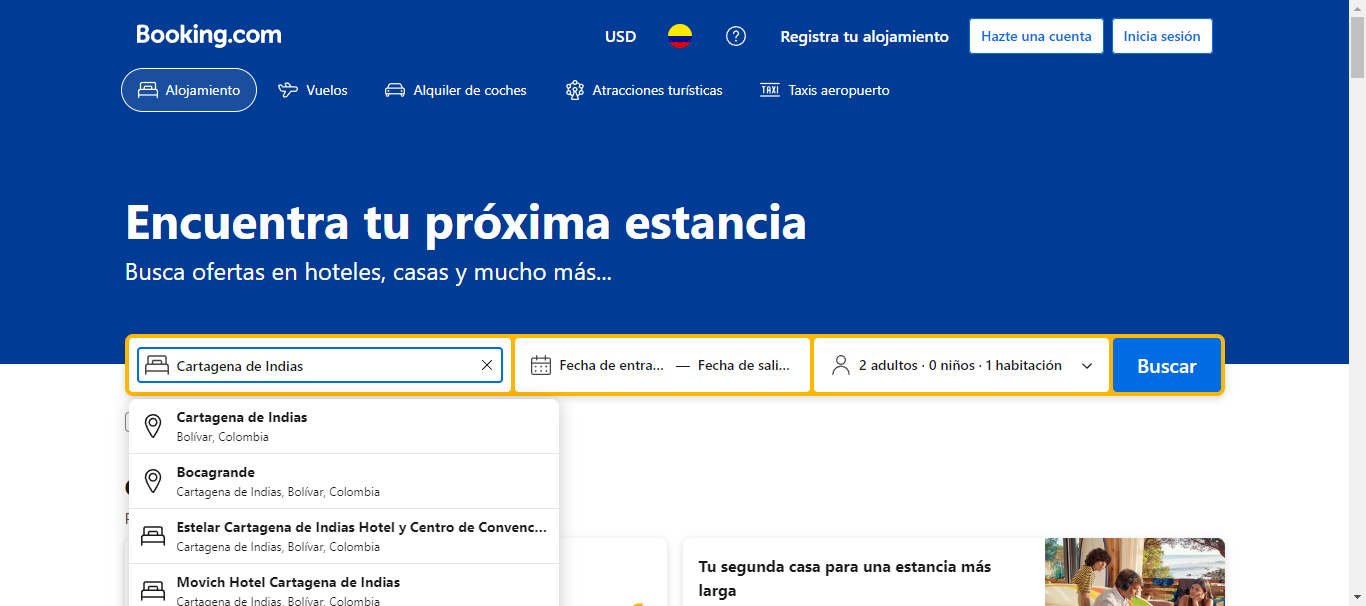 Booking.com
USD
Registra tu alojamiento
Hazte una cuenta
Inicia sesión
Alojamiento
Vuelos
Alquiler de coches
Atracciones turísticas
TAXI
Taxis aeropuerto
Encuentra tu próxima estancia
Busca ofertas en hoteles, casas y mucho más...
Cartagena de Indias
Fecha de entra... — Fecha de sali...
2 adultos · 0 niños · 1 habitación
Buscar
Cartagena de Indias
Bolívar, Colombia
Bocagrande
Cartagena de Indias, Bolívar, Colombia
Estelar Cartagena de Indias Hotel y Centro de Convenc...
Cartagena de Indias, Bolívar, Colombia
Movich Hotel Cartagena de Indias
Cartagena de Indias, Bolívar, Colombia
Tu segunda casa para una estancia más
larga